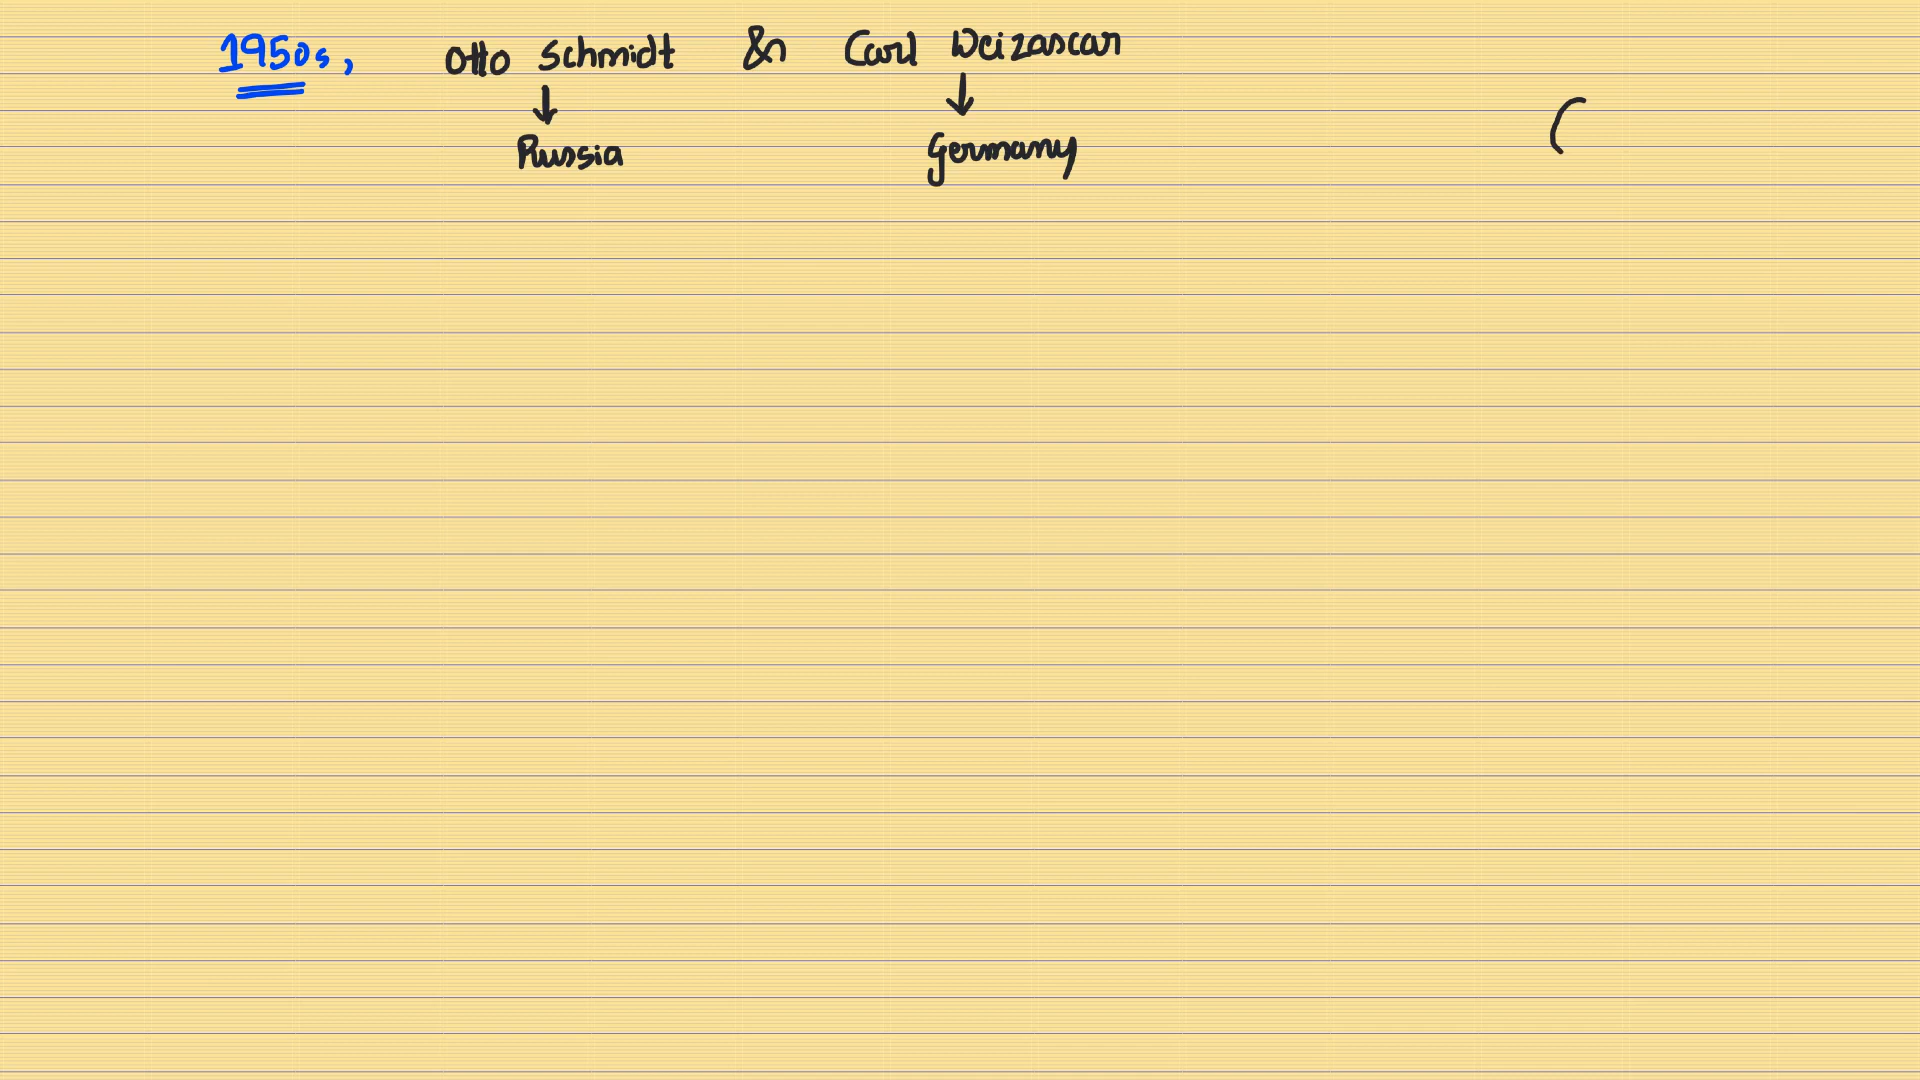 1950s, Otto Schmidt & Carl Weizascar
↓ ↓
Russia Germany
(